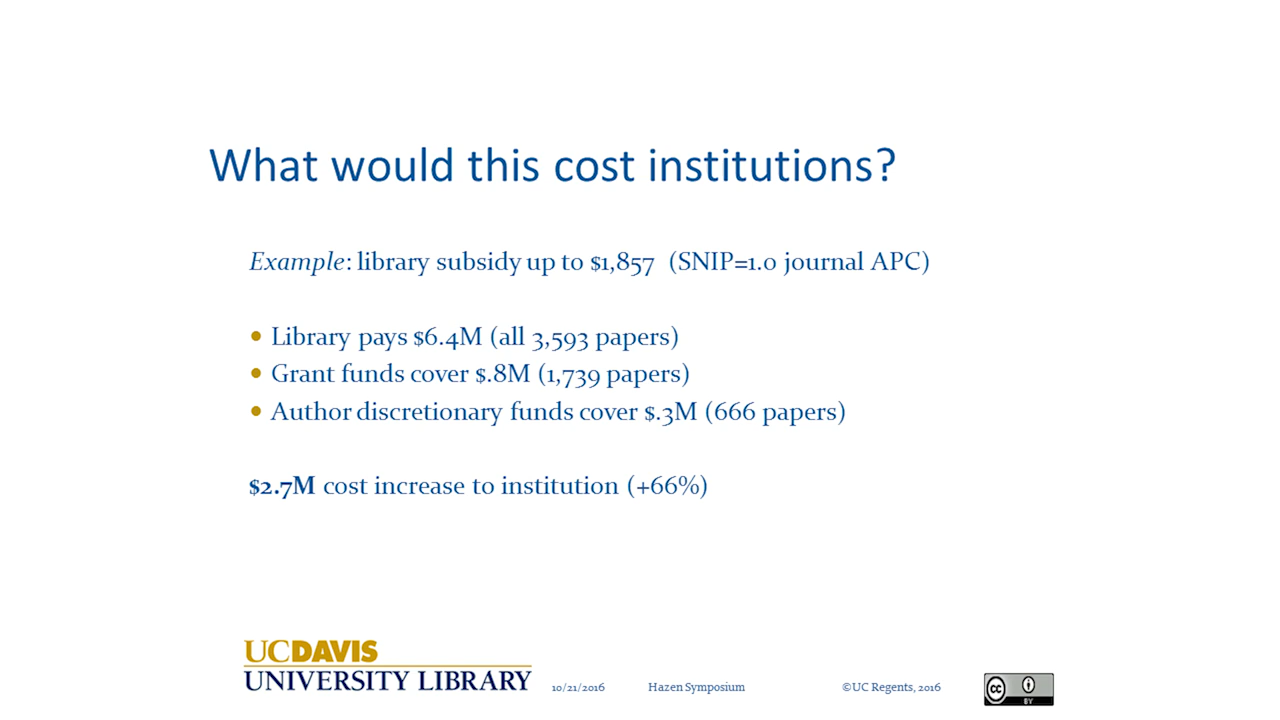 What would this cost institutions?
Example: library subsidy up to $1,857 (SNIP=1.0 journal APC)
• Library pays $6.4M (all 3,593 papers)
• Grant funds cover $.8M (1,739 papers)
• Author discretionary funds cover $.3M (666 papers)
$2.7M cost increase to institution (+66%)
UCDAVIS
UNIVERSITY LIBRARY
10/21/2016 Hazen Symposium ©UC Regents, 2016
cc BY